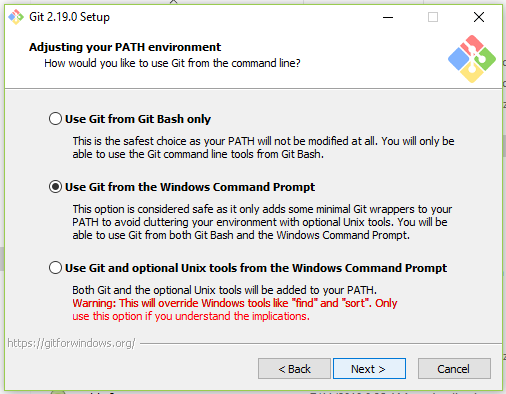 Git 2.19.0 Setup
Adjusting your PATH environment
How would you like to use Git from the command line?
Use Git from Git Bash only
This is the safest choice as your PATH will not be modified at all. You will only be
able to use the Git command line tools from Git Bash.
Use Git from the Windows Command Prompt
This option is considered safe as it only adds some minimal Git wrappers to your
PATH to avoid cluttering your environment with optional Unix tools. You will be
able to use Git from both Git Bash and the Windows Command Prompt.
Use Git and optional Unix tools from the Windows Command Prompt
Both Git and the optional Unix tools will be added to your PATH.
Warning: This will override Windows tools like "find" and "sort". Only
use this option if you understand the implications.
https://gitforwindows.org/
< Back
Next >
Cancel